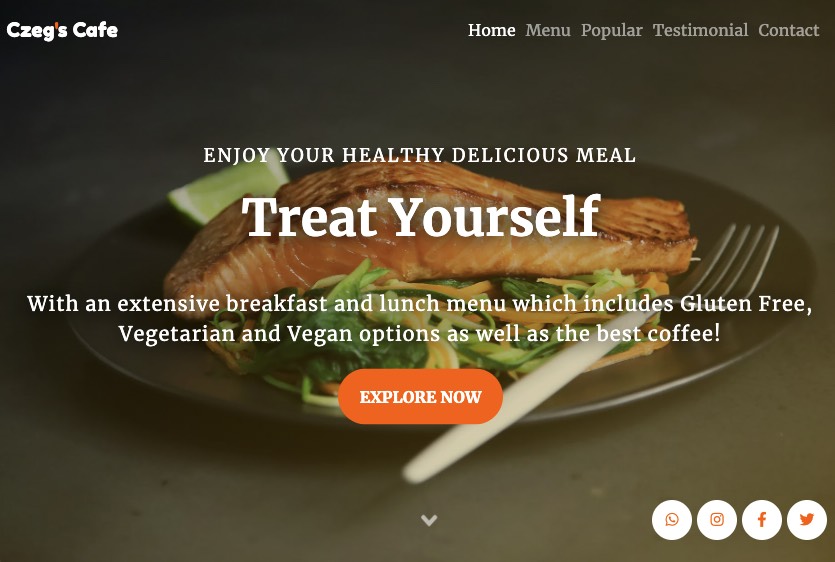 Czeg's Cafe
Home Menu Popular Testimonial Contact
ENJOY YOUR HEALTHY DELICIOUS MEAL
Treat Yourself
With an extensive breakfast and lunch menu which includes Gluten Free,
Vegetarian and Vegan options as well as the best coffee!
EXPLORE NOW